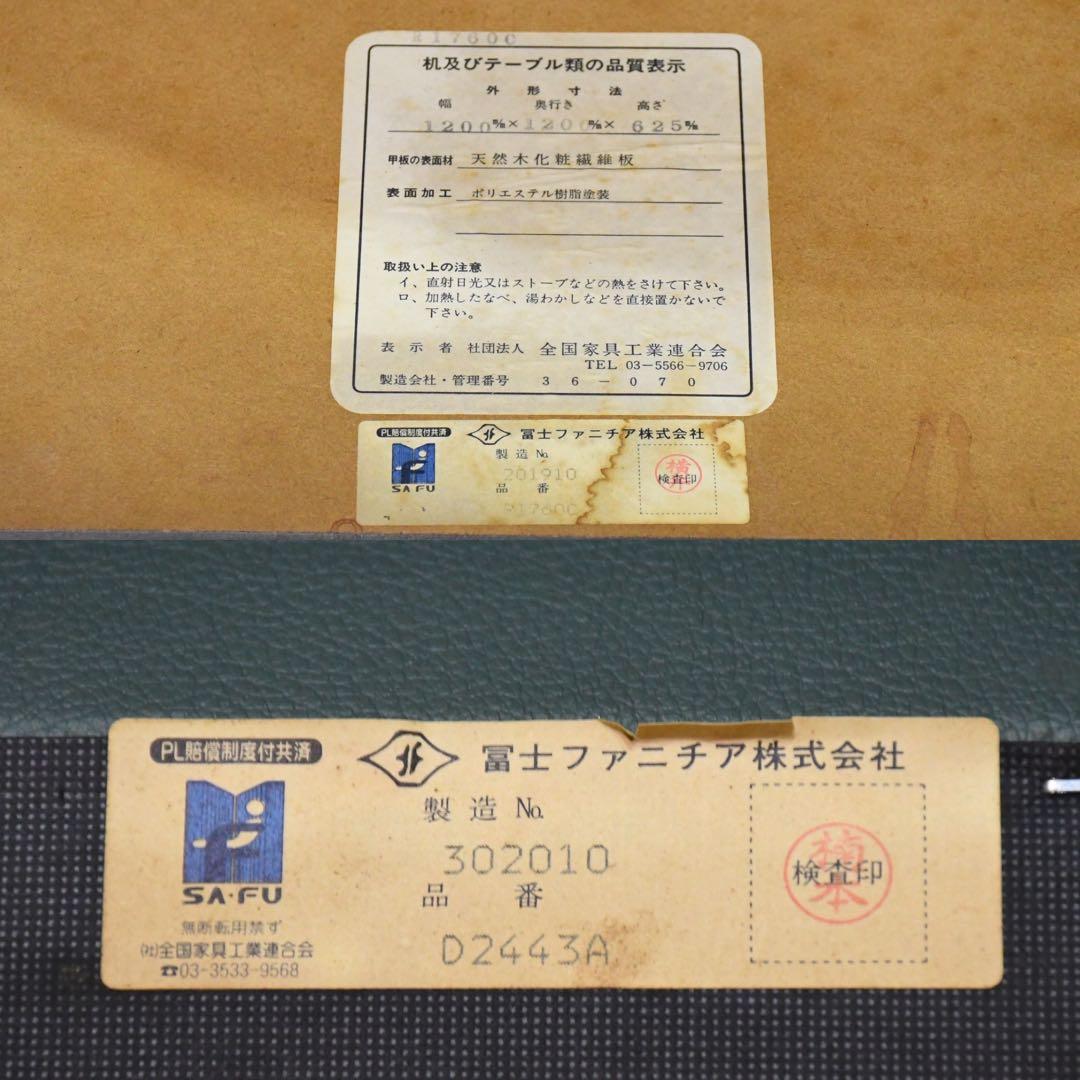 R1760C
机及びテーブル類の品質表示
外形寸法
幅 奥行き 高さ
1200㎜×1200㎜×625㎜
甲板の表面材 天然木化粧繊維板
表面加工 ポリエステル樹脂塗装
取扱い上の注意
イ、直射日光又はストーブなどの熱をさけて下さい。
ロ、加熱したなべ、湯わかしなどを直接置かないで
下さい。
表示者 社団法人 全国家具工業連合会
TEL 03-5566-9706
製造会社・管理番号 36-070
PL賠償制度付共済 冨士ファニチア株式会社
製造 №
201910
SA・FU
品番
R1760C
検査印
PL賠償制度付共済 冨士ファニチア株式会社
製造 №
302010
SA・FU
品番
D2443A
無断転用禁ず
(社)全国家具工業連合会
☎03-3533-9568
検査印